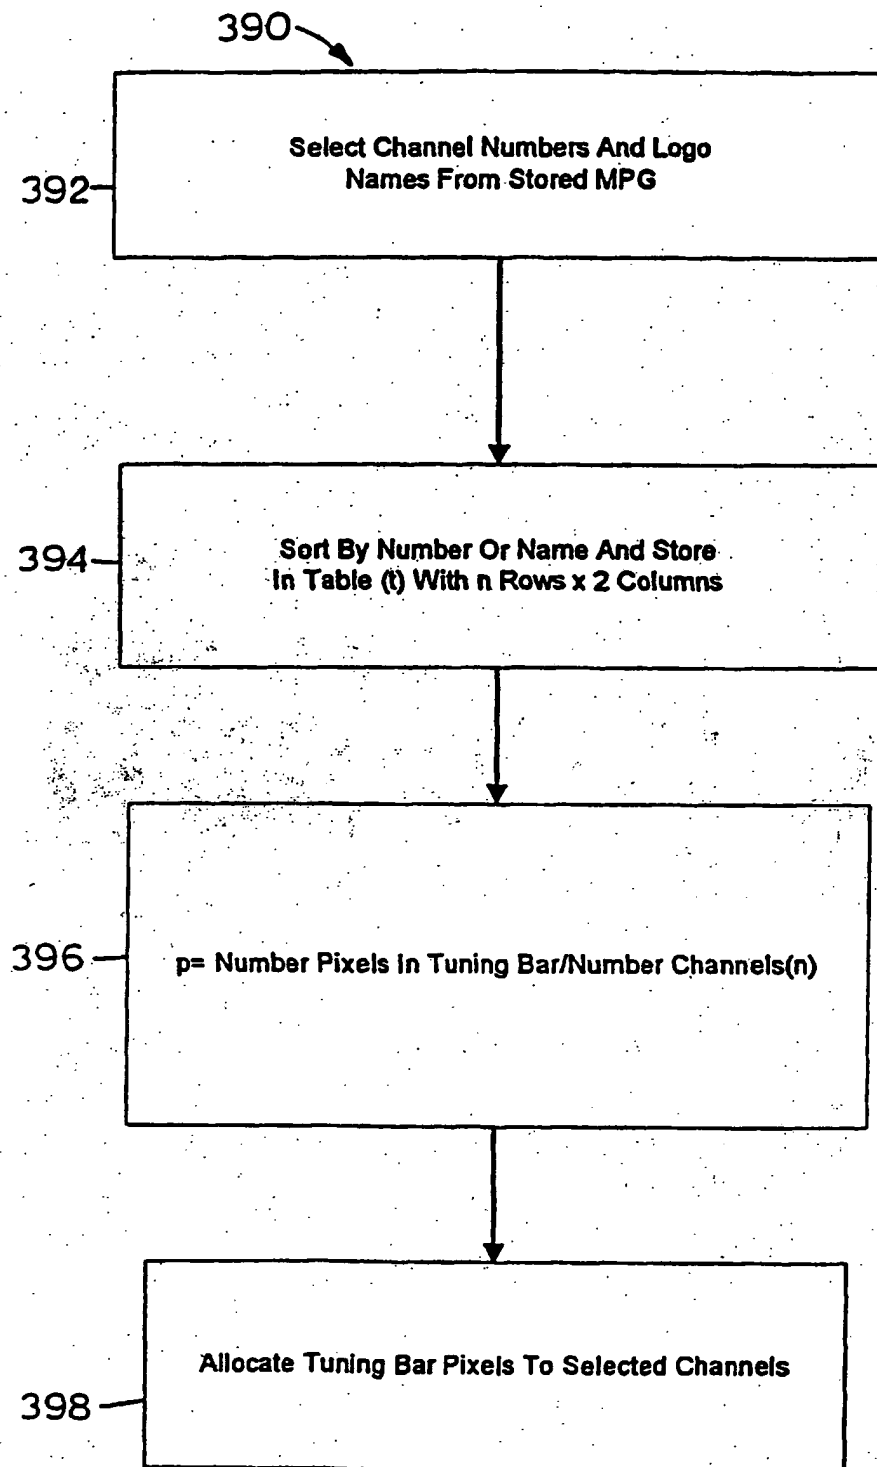 390
Select Channel Numbers And Logo
Names From Stored MPG
392
Sort By Number Or Name And Store
In Table (t) With n Rows x 2 Columns
394
p= Number Pixels In Tuning Bar/Number Channels(n)
396
Allocate Tuning Bar Pixels To Selected Channels
398